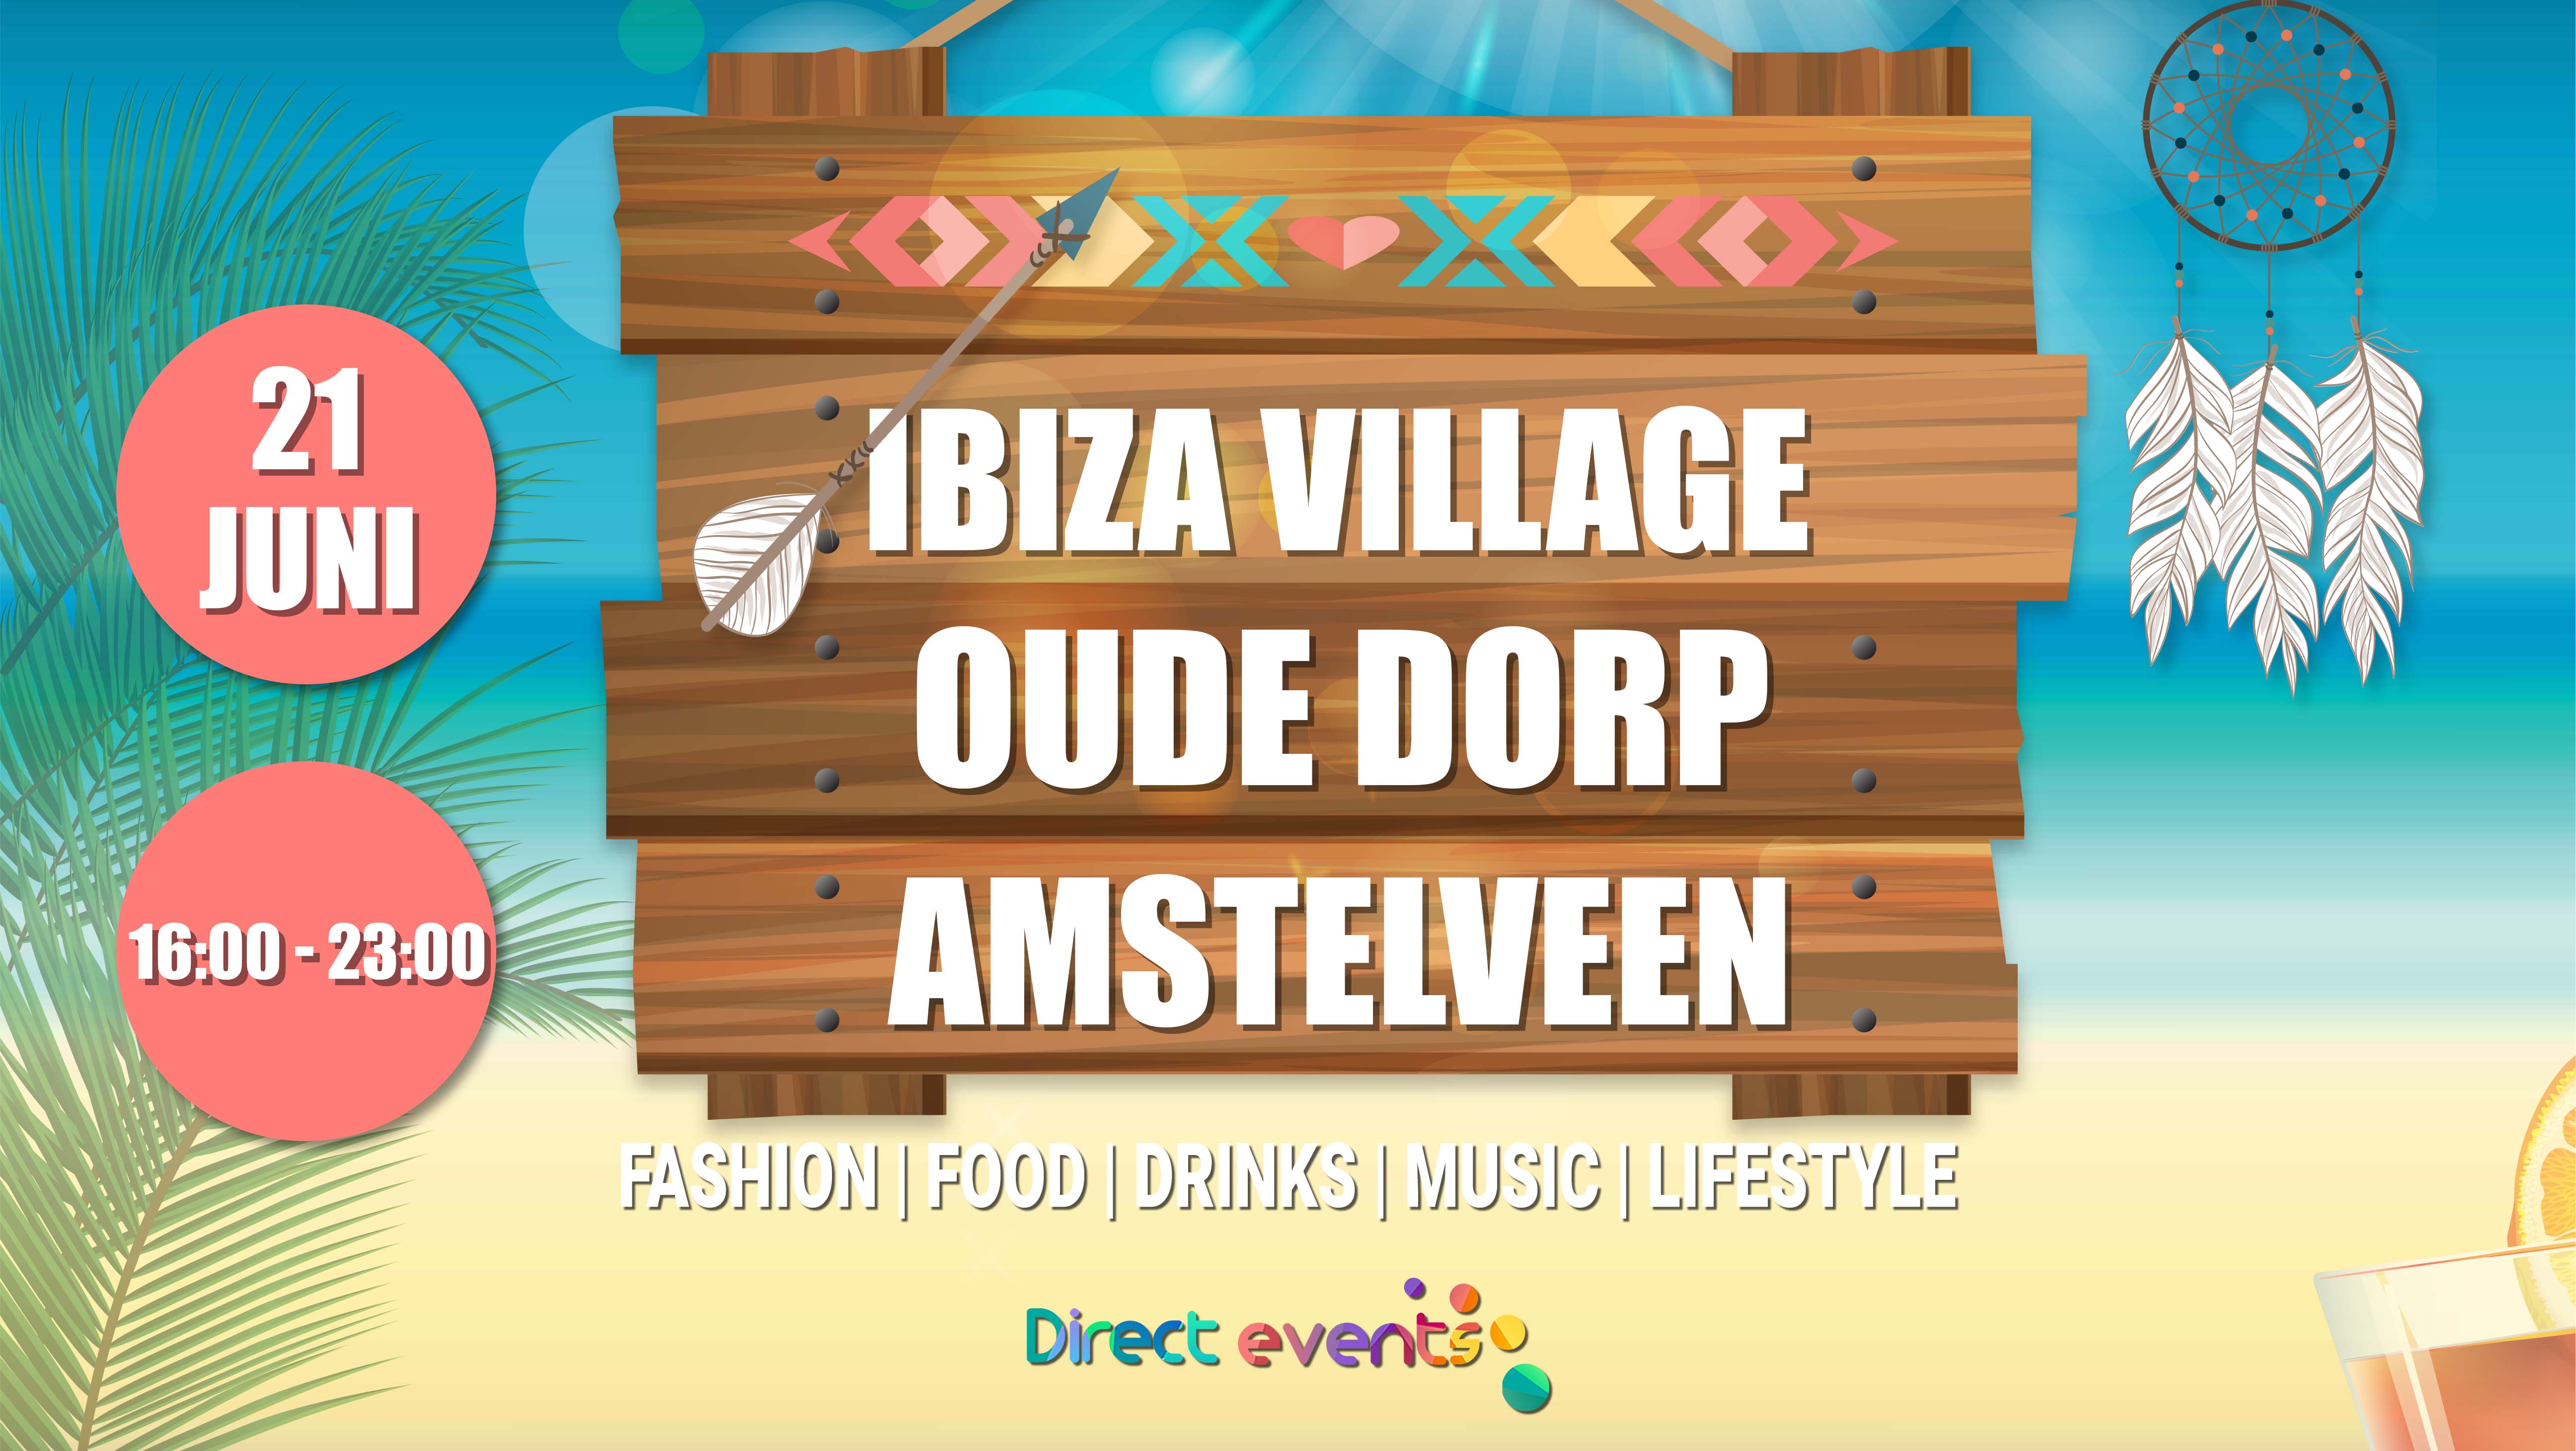 21
JUNI
16:00 - 23:00
IBIZA VILLAGE
OUDE DORP
AMSTELVEEN
FASHION | FOOD | DRINKS | MUSIC | LIFESTYLE
Direct events